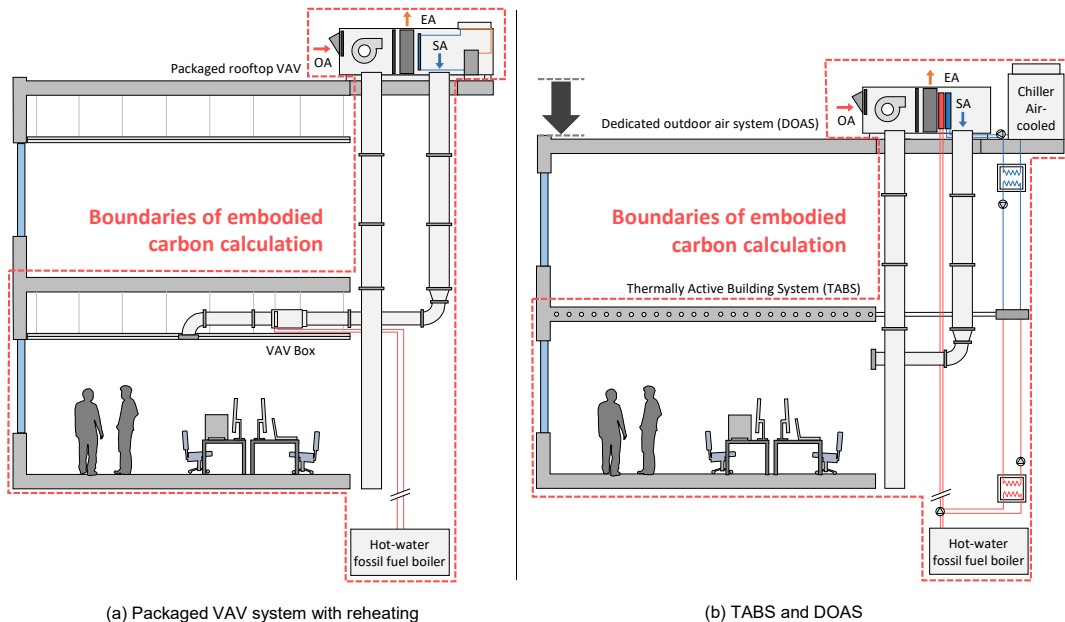 EA
SA
OA
Packaged rooftop VAV
Boundaries of embodied
carbon calculation
VAV Box
Hot-water
fossil fuel boiler
(a) Packaged VAV system with reheating
EA
SA
OA
Chiller
Air-
cooled
Dedicated outdoor air system (DOAS)
Boundaries of embodied
carbon calculation
Thermally Active Building System (TABS)
Hot-water
fossil fuel boiler
(b) TABS and DOAS